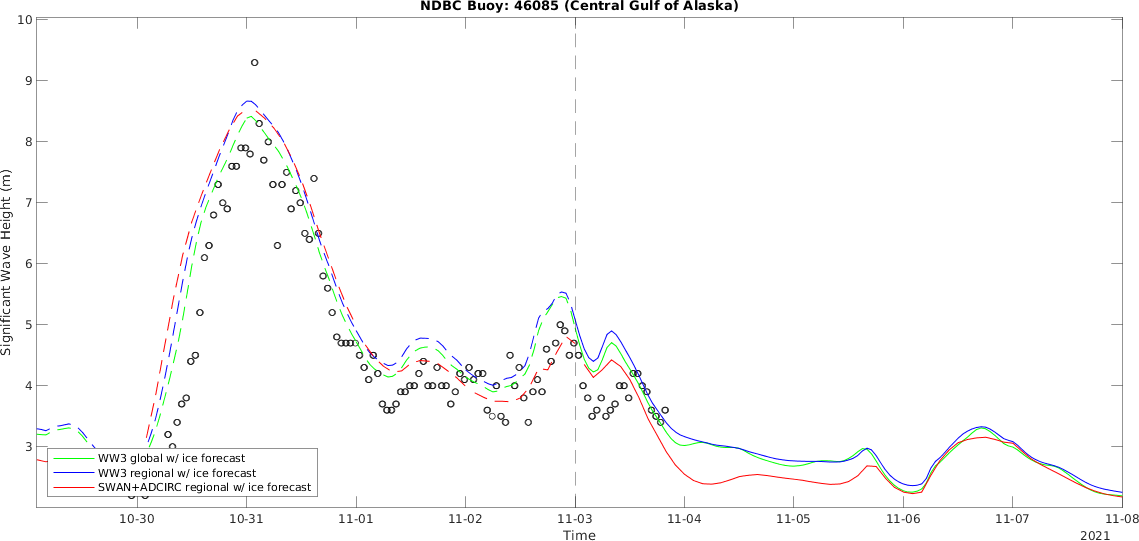 NDBC Buoy: 46085 (Central Gulf of Alaska)
10
9
8
7
6
5
4
3
Significant Wave Height (m)
WW3 global w/ ice forecast
WW3 regional w/ ice forecast
SWAN+ADCIRC regional w/ ice forecast
10-30 10-31 11-01 11-02 11-03 11-04 11-05 11-06 11-07 11-08
Time
2021